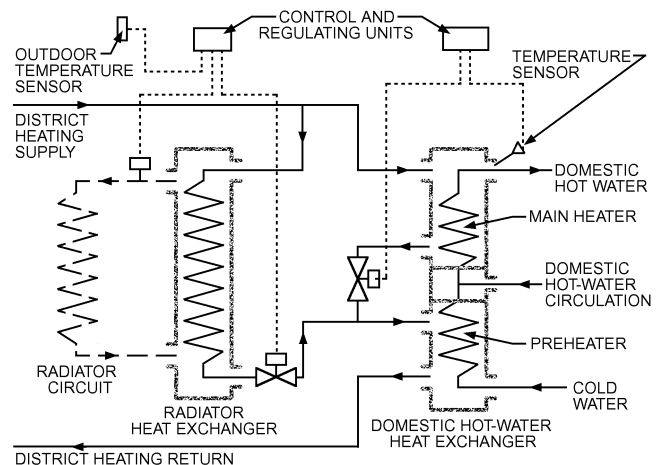 CONTROL AND
REGULATING UNITS
OUTDOOR
TEMPERATURE
SENSOR
TEMPERATURE
SENSOR
DISTRICT
HEATING
SUPPLY
DOMESTIC
HOT WATER
MAIN HEATER
DOMESTIC
HOT-WATER
CIRCULATION
PREHEATER
RADIATOR
CIRCUIT
COLD
WATER
RADIATOR
HEAT EXCHANGER
DOMESTIC HOT-WATER
HEAT EXCHANGER
DISTRICT HEATING RETURN